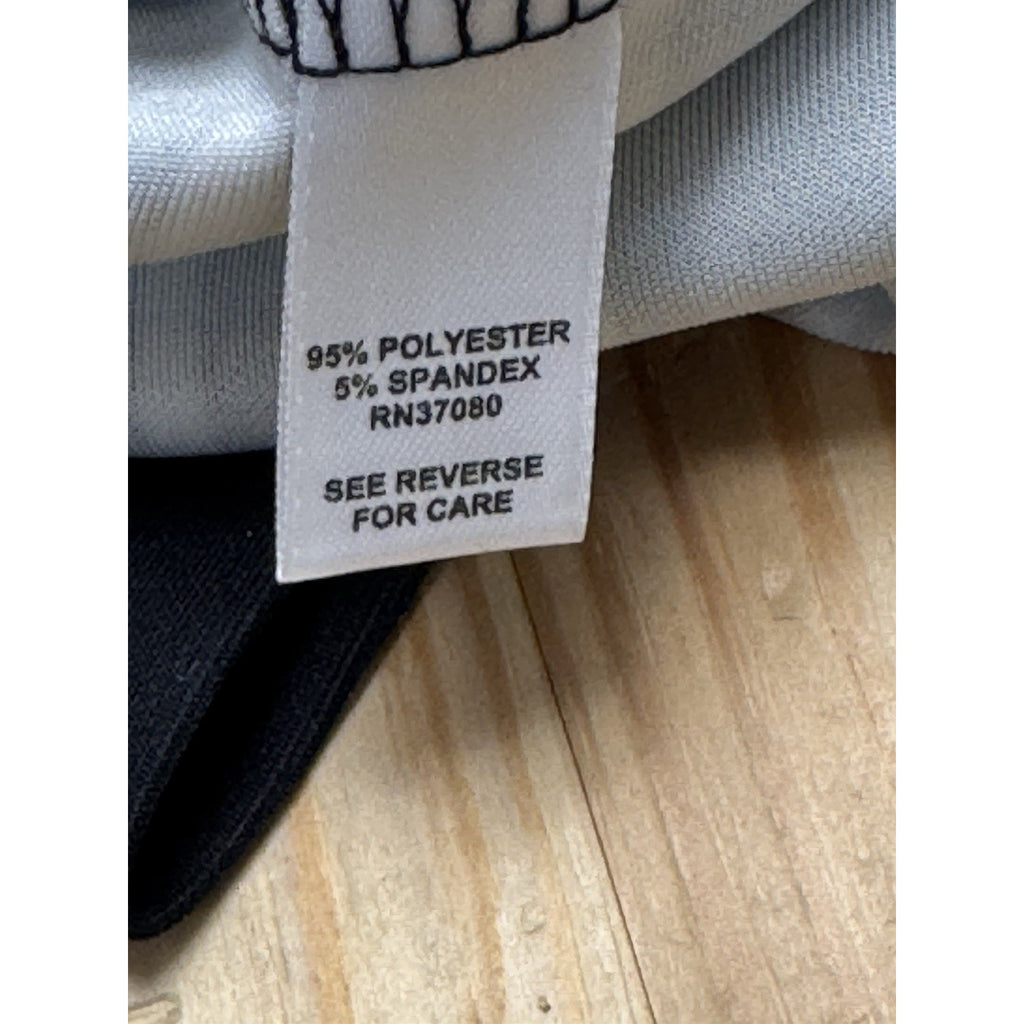 95% POLYESTER
5% SPANDEX
RN37080
SEE REVERSE
FOR CARE